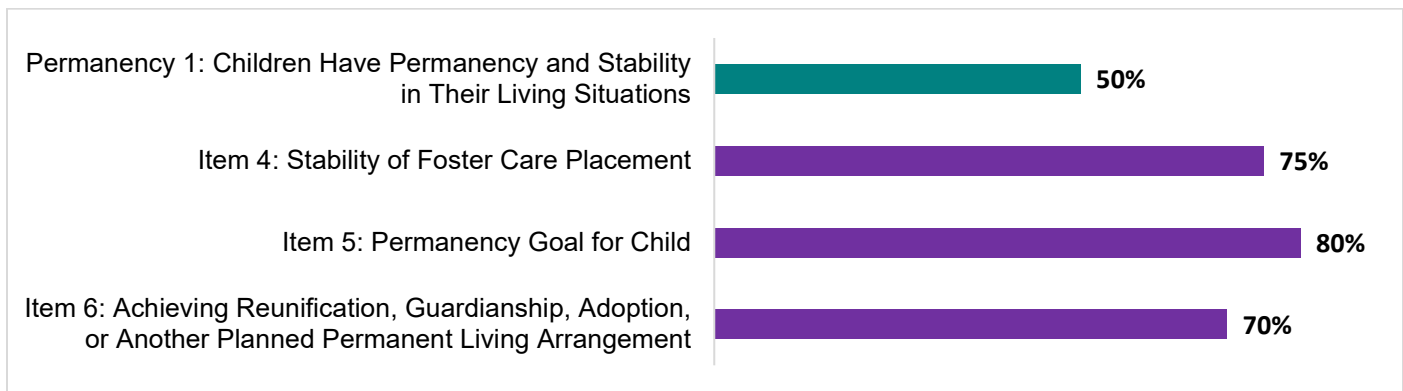 Permanency 1: Children Have Permanency and Stability
in Their Living Situations
50%
Item 4: Stability of Foster Care Placement
75%
Item 5: Permanency Goal for Child
80%
Item 6: Achieving Reunification, Guardianship, Adoption,
or Another Planned Permanent Living Arrangement
70%